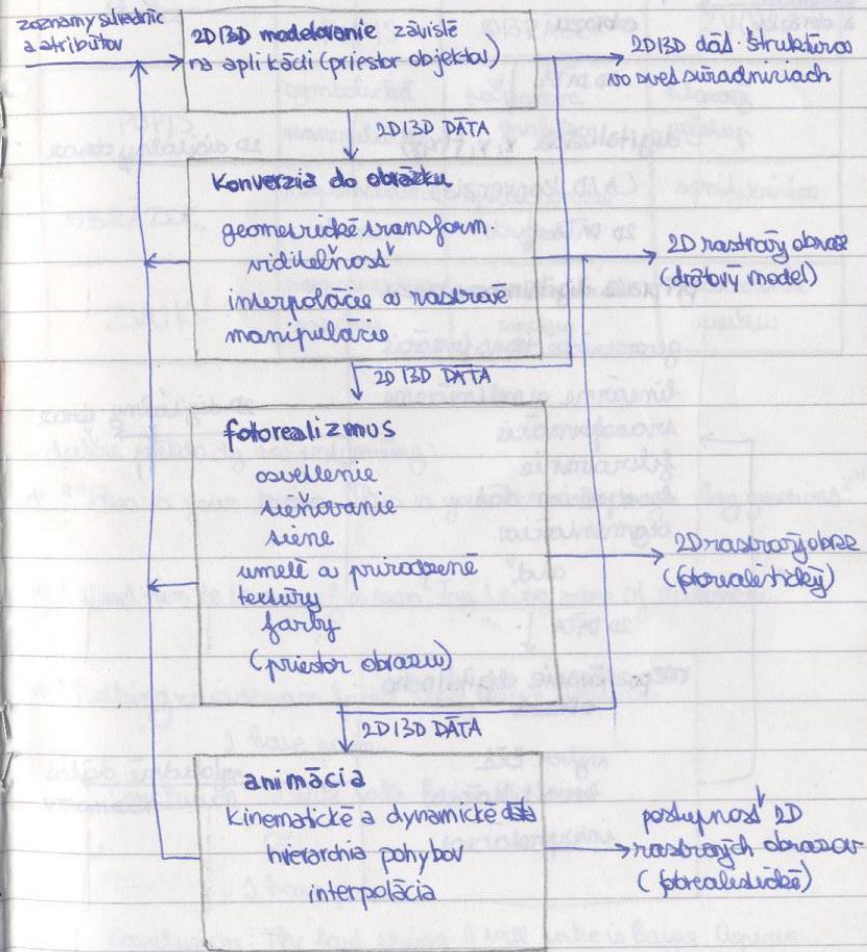 zoznamy súradníc
a atribútov
2D/3D modelovanie závislé
na aplikácii (priestor objektov)
2D/3D dát. štruktúra
vo svet. súradniciach
2D/3D DÁTA
Konverzia do obrázku
geometrické transform.
viditeľnosť
interpolácie a rastrové
manipulácie
2D rastrový obraz
(drôtový model)
2D/3D DÁTA
fotorealizmus
osvetlenie
tieňovanie
tiene
umelé a prirodzené
textúry
farby
(priestor obrazu)
2D rastrový obraz
(fotorealistický)
2D/3D DÁTA
animácia
kinematické a dynamické
hierarchia pohybov
interpolácia
postupnosť 2D
rastrových obrazov
(fotorealistické)